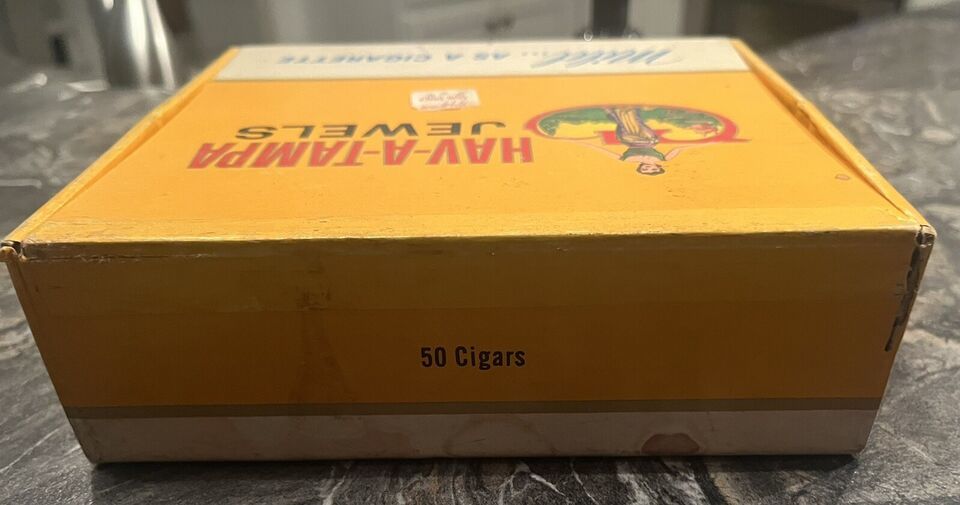 Mild... AS A CIGARETTE
HAV-A-TAMPA
JEWELS
50 Cigars